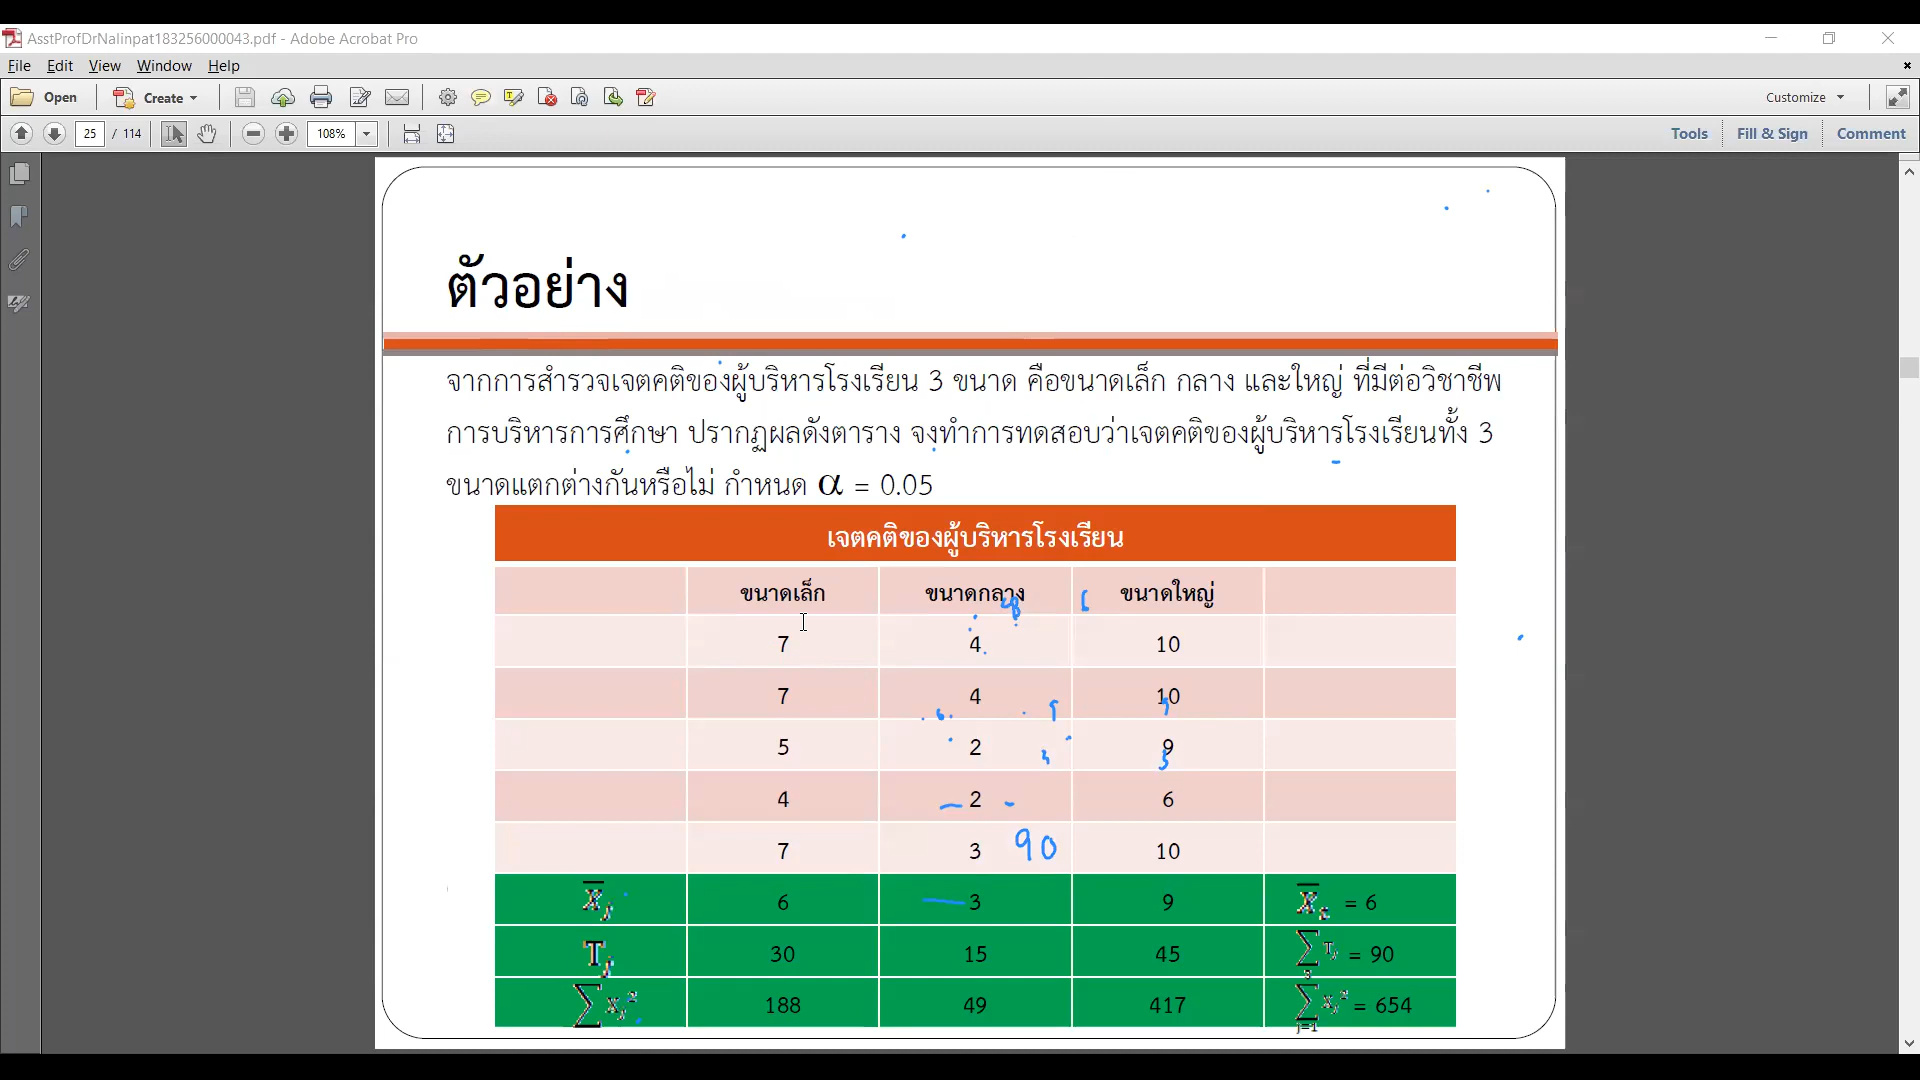 AsstProfDrNalinpat183256000043.pdf - Adobe Acrobat Pro
File Edit View Window Help
Open Create Customize
25 / 114 108% Tools Fill & Sign Comment
ตัวอย่าง
จากการสำรวจเจตคติของผู้บริหารโรงเรียน 3 ขนาด คือขนาดเล็ก กลาง และใหญ่ ที่มีต่อวิชาชีพ
การบริหารการศึกษา ปรากฏผลดังตาราง จงทำการทดสอบว่าเจตคติของผู้บริหารโรงเรียนทั้ง 3
ขนาดแตกต่างกันหรือไม่ กำหนด α = 0.05
เจตคติของผู้บริหารโรงเรียน
ขนาดเล็ก ขนาดกลาง ขนาดใหญ่
7 4 10
7 4 10
5 2 9
4 2 6
7 3 90 10
x̄j 6 3 9 x̄t = 6
Tj 30 15 45 ∑Tj = 90
∑xj² 188 49 417 ∑xj² = 654
j=1